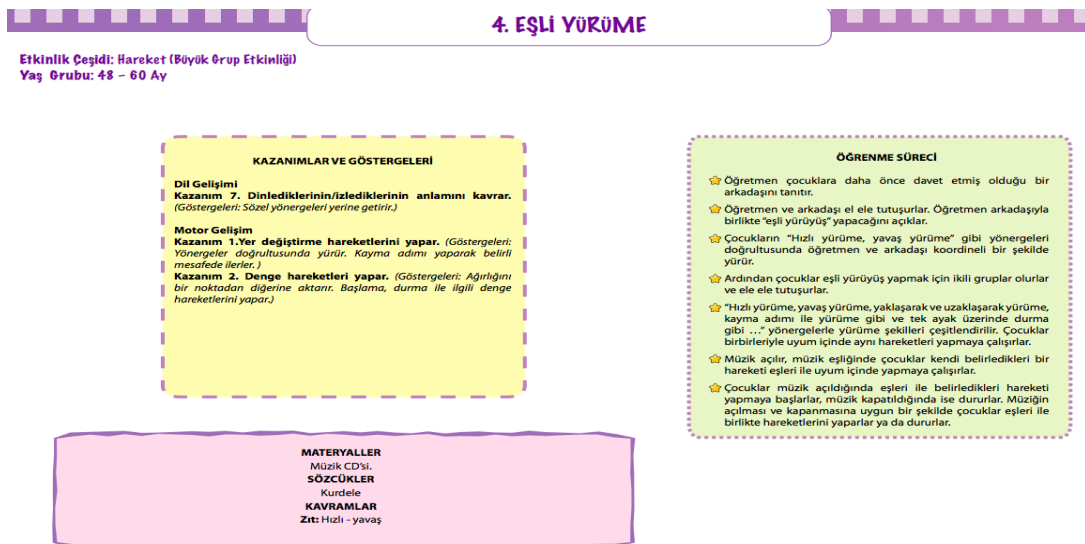 4. EŞLİ YÜRÜME
Etkinlik Çeşidi: Hareket (Büyük Grup Etkinliği)
Yaş Grubu: 48 – 60 Ay
KAZANIMLAR VE GÖSTERGELERİ
Dil Gelişimi
Kazanım 7. Dinlediklerinin/izlediklerinin anlamını kavrar.
(Göstergeleri: Sözel yönergeleri yerine getirir.)
Motor Gelişim
Kazanım 1.Yer değiştirme hareketlerini yapar. (Göstergeleri:
Yönergeler doğrultusunda yürür. Kayma adımı yaparak belirli
mesafede ilerler. )
Kazanım 2. Denge hareketleri yapar. (Göstergeleri: Ağırlığını
bir noktadan diğerine aktarır. Başlama, durma ile ilgili denge
hareketlerini yapar.)
MATERYALLER
Müzik CD'si.
SÖZCÜKLER
Kurdele
KAVRAMLAR
Zıt: Hızlı - yavaş
ÖĞRENME SÜRECİ
Öğretmen çocuklara daha önce davet etmiş olduğu bir
arkadaşını tanıtır.
Öğretmen ve arkadaşı el ele tutuşurlar. Öğretmen arkadaşıyla
birlikte "eşli yürüyüş" yapacağını açıklar.
Çocukların "Hızlı yürüme, yavaş yürüme" gibi yönergeleri
doğrultusunda öğretmen ve arkadaşı koordineli bir şekilde
yürür.
Ardından çocuklar eşli yürüyüş yapmak için ikili gruplar olurlar
ve ele ele tutuşurlar.
"Hızlı yürüme, yavaş yürüme, yaklaşarak ve uzaklaşarak yürüme,
kayma adımı ile yürüme gibi ve tek ayak üzerinde durma
gibi …" yönergelerle yürüme şekilleri çeşitlendirilir. Çocuklar
birbirleriyle uyum içinde aynı hareketleri yapmaya çalışırlar.
Müzik açılır, müzik eşliğinde çocuklar kendi belirledikleri bir
hareketi eşleri ile uyum içinde yapmaya çalışırlar.
Çocuklar müzik açıldığında eşleri ile belirledikleri hareketi
yapmaya başlarlar, müzik kapatıldığında ise dururlar. Müziğin
açılması ve kapanmasına uygun bir şekilde çocuklar eşleri ile
birlikte hareketlerini yaparlar ya da dururlar.